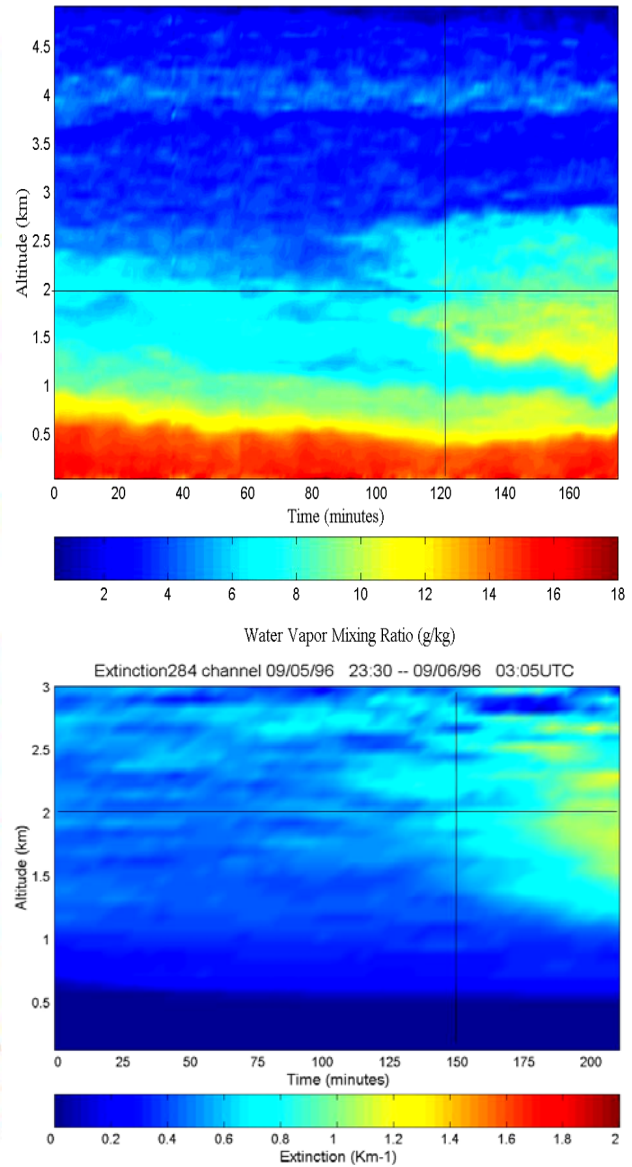 4.5
4
3.5
3
2.5
2
1.5
1
0.5
Altitude (km)
0 20 40 60 80 100 120 140 160
Time (minutes)
2 4 6 8 10 12 14 16 18
Water Vapor Mixing Ratio (g/kg)
Extinction284 channel 09/05/96 23:30 -- 09/06/96 03:05UTC
3
2.5
2
1.5
1
0.5
Altitude (km)
0 25 50 75 100 125 150 175 200
Time (minutes)
0 0.2 0.4 0.6 0.8 1 1.2 1.4 1.6 1.8 2
Extinction (Km-1)